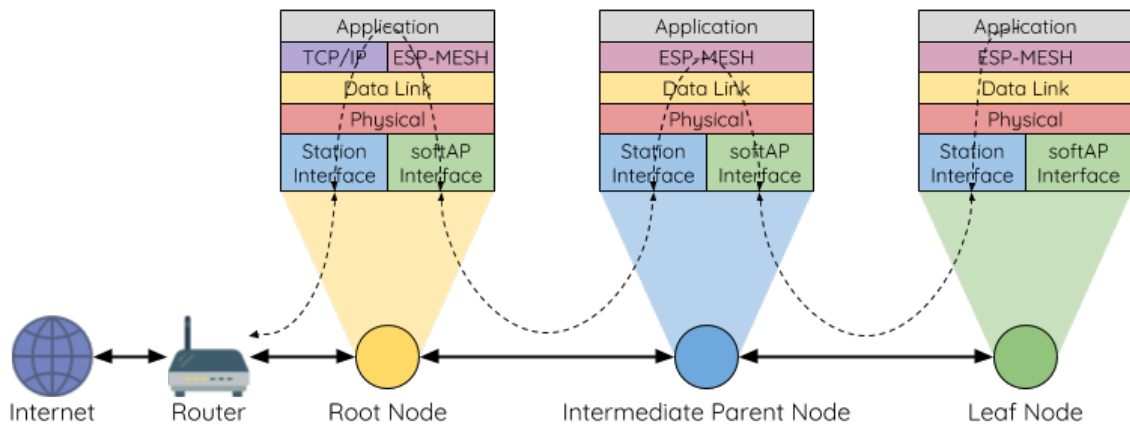 Application
TCP/IP ESP-MESH
Data Link
Physical
Station
Interface
softAP
Interface
Application
ESP-MESH
Data Link
Physical
Station
Interface
softAP
Interface
Application
ESP-MESH
Data Link
Physical
Station
Interface
softAP
Interface
Internet
Router
Root Node
Intermediate Parent Node
Leaf Node